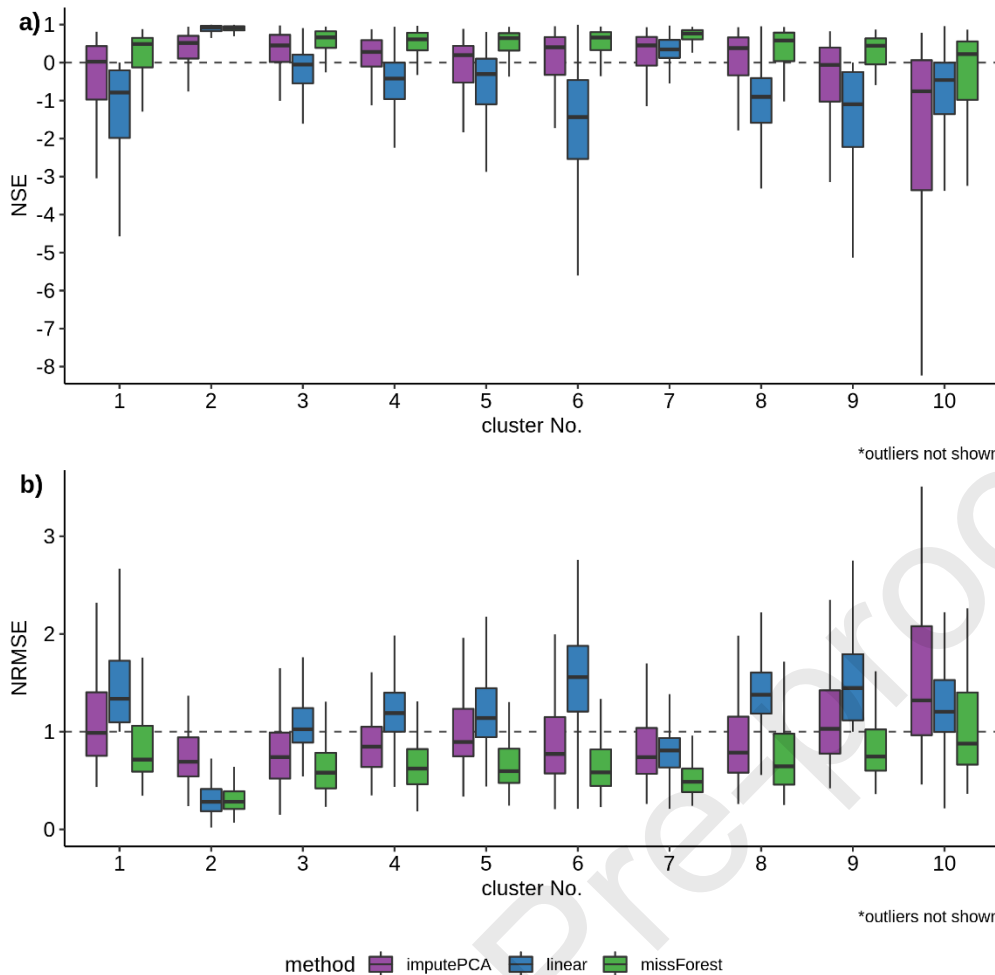 a)
1
0
-1
-2
-3
-4
-5
-6
-7
-8
NSE
1 2 3 4 5 6 7 8 9 10
cluster No.
*outliers not shown
b)
3
2
1
0
NRMSE
1 2 3 4 5 6 7 8 9 10
cluster No.
*outliers not shown
method imputePCA linear missForest
Pre-proo